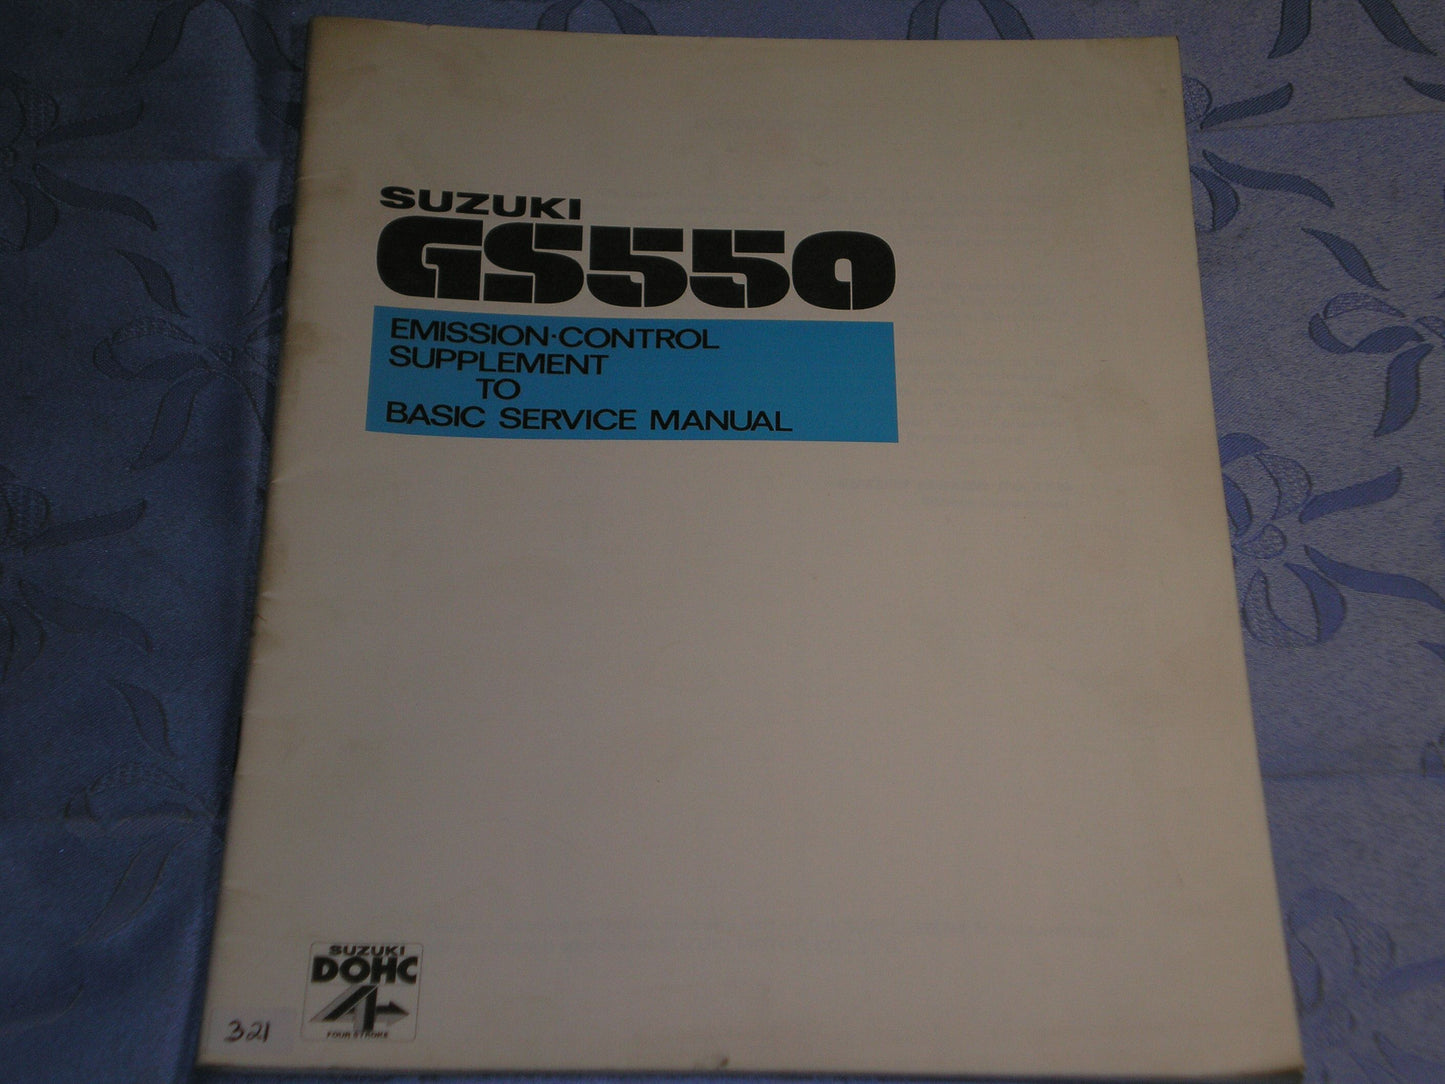 SUZUKI
GS550
EMISSION·CONTROL
SUPPLEMENT
TO
BASIC SERVICE MANUAL
SUZUKI
DOHC
4
FOUR STROKE
321